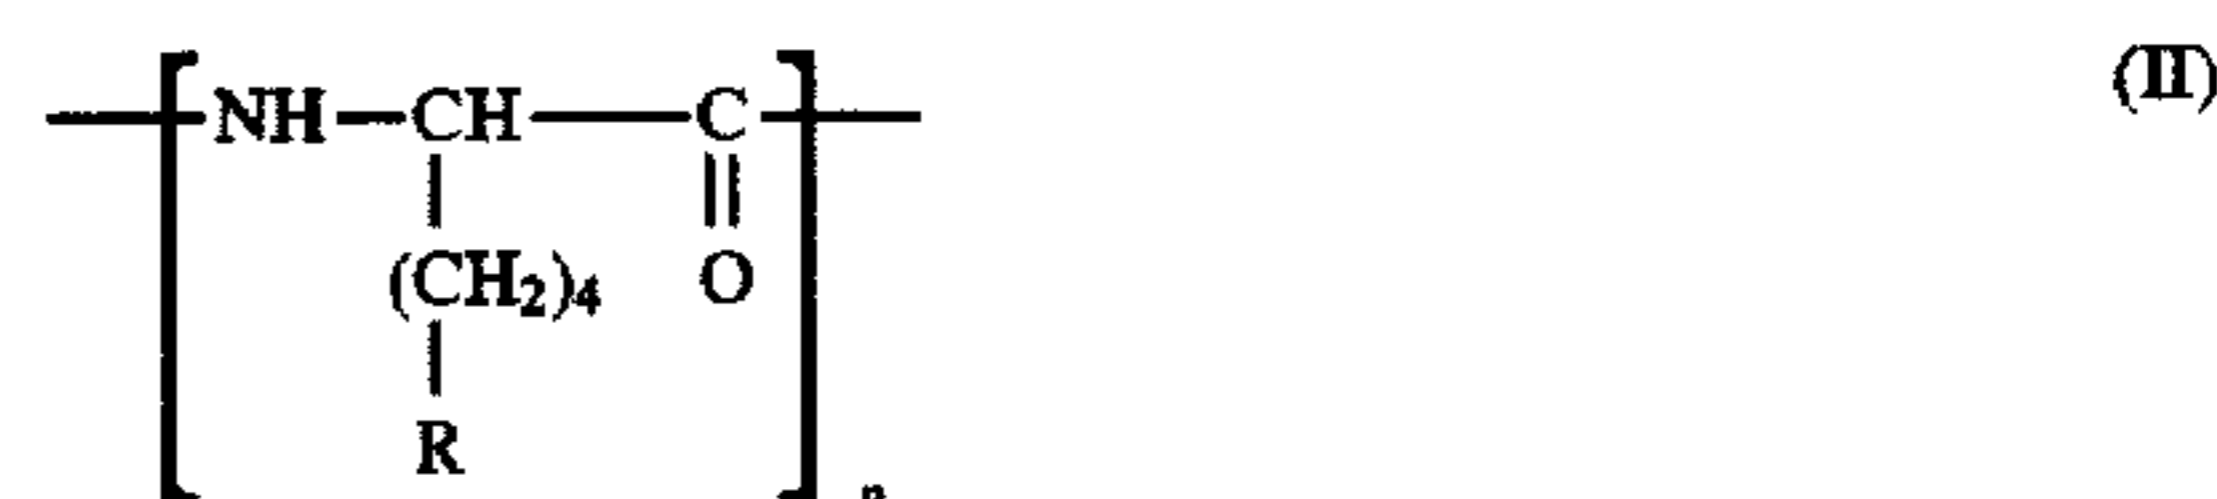 NH CH C (II)
(CH₂)₄ O
R
n